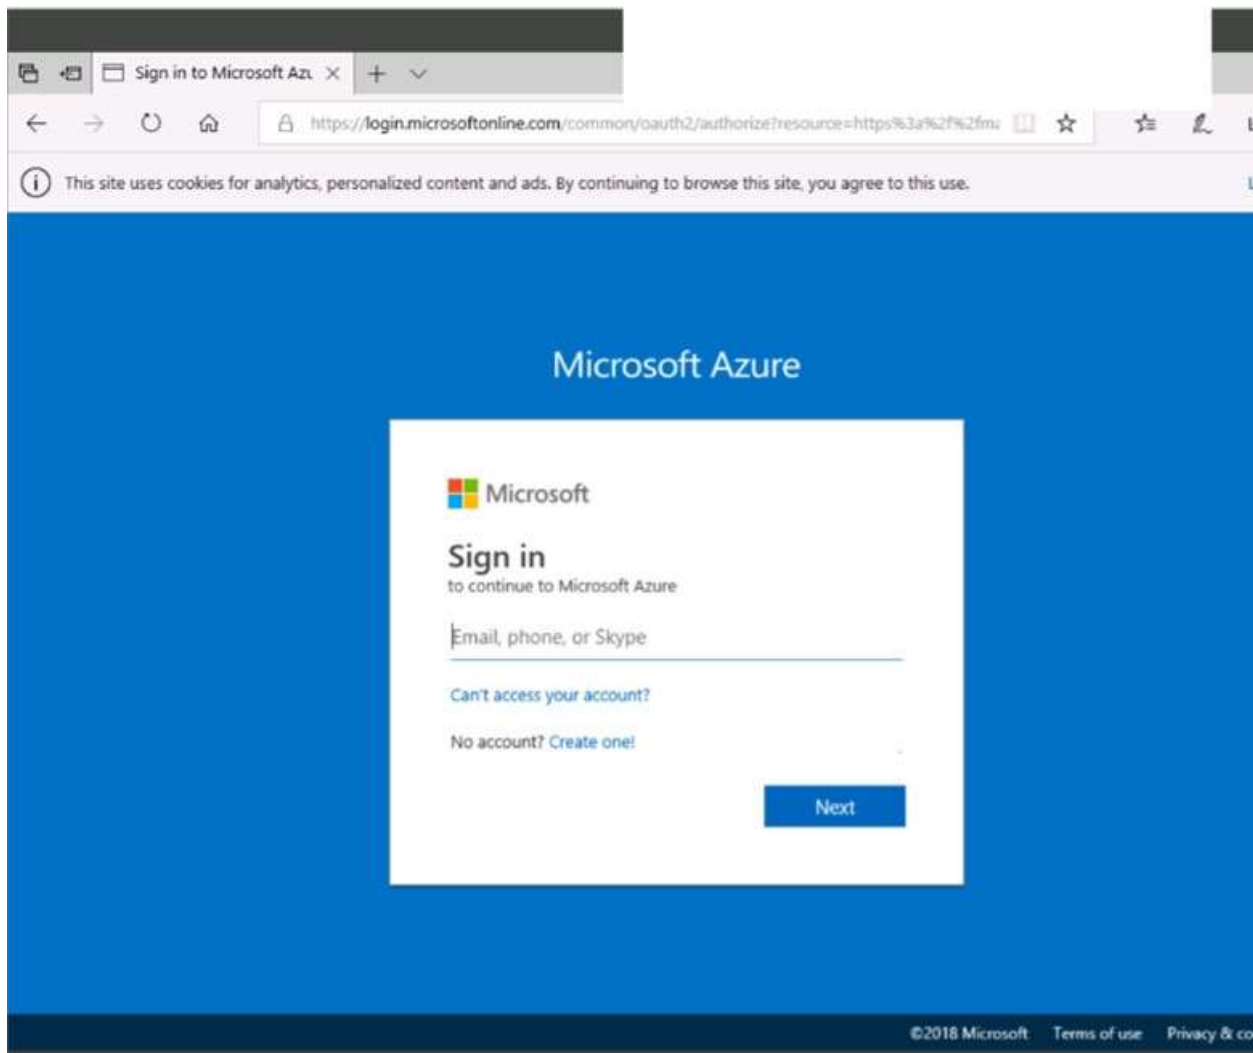 Sign in to Microsoft Azu
https://login.microsoftonline.com/common/oauth2/authorize?resource=https%3a%2f%2fma
This site uses cookies for analytics, personalized content and ads. By continuing to browse this site, you agree to this use.
Microsoft Azure
Microsoft
Sign in
to continue to Microsoft Azure
Email, phone, or Skype
Can't access your account?
No account? Create one!
Next
©2018 Microsoft Terms of use Privacy & co